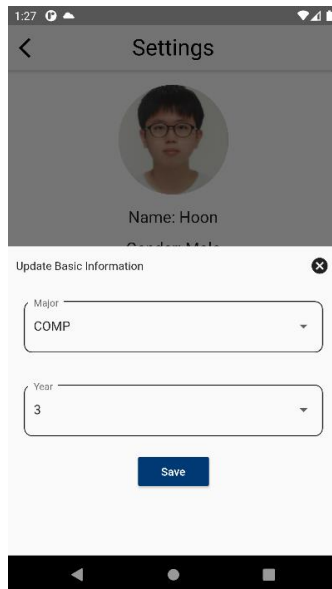 1:27
Settings
Name: Hoon
Update Basic Information
Major
COMP
Year
3
Save